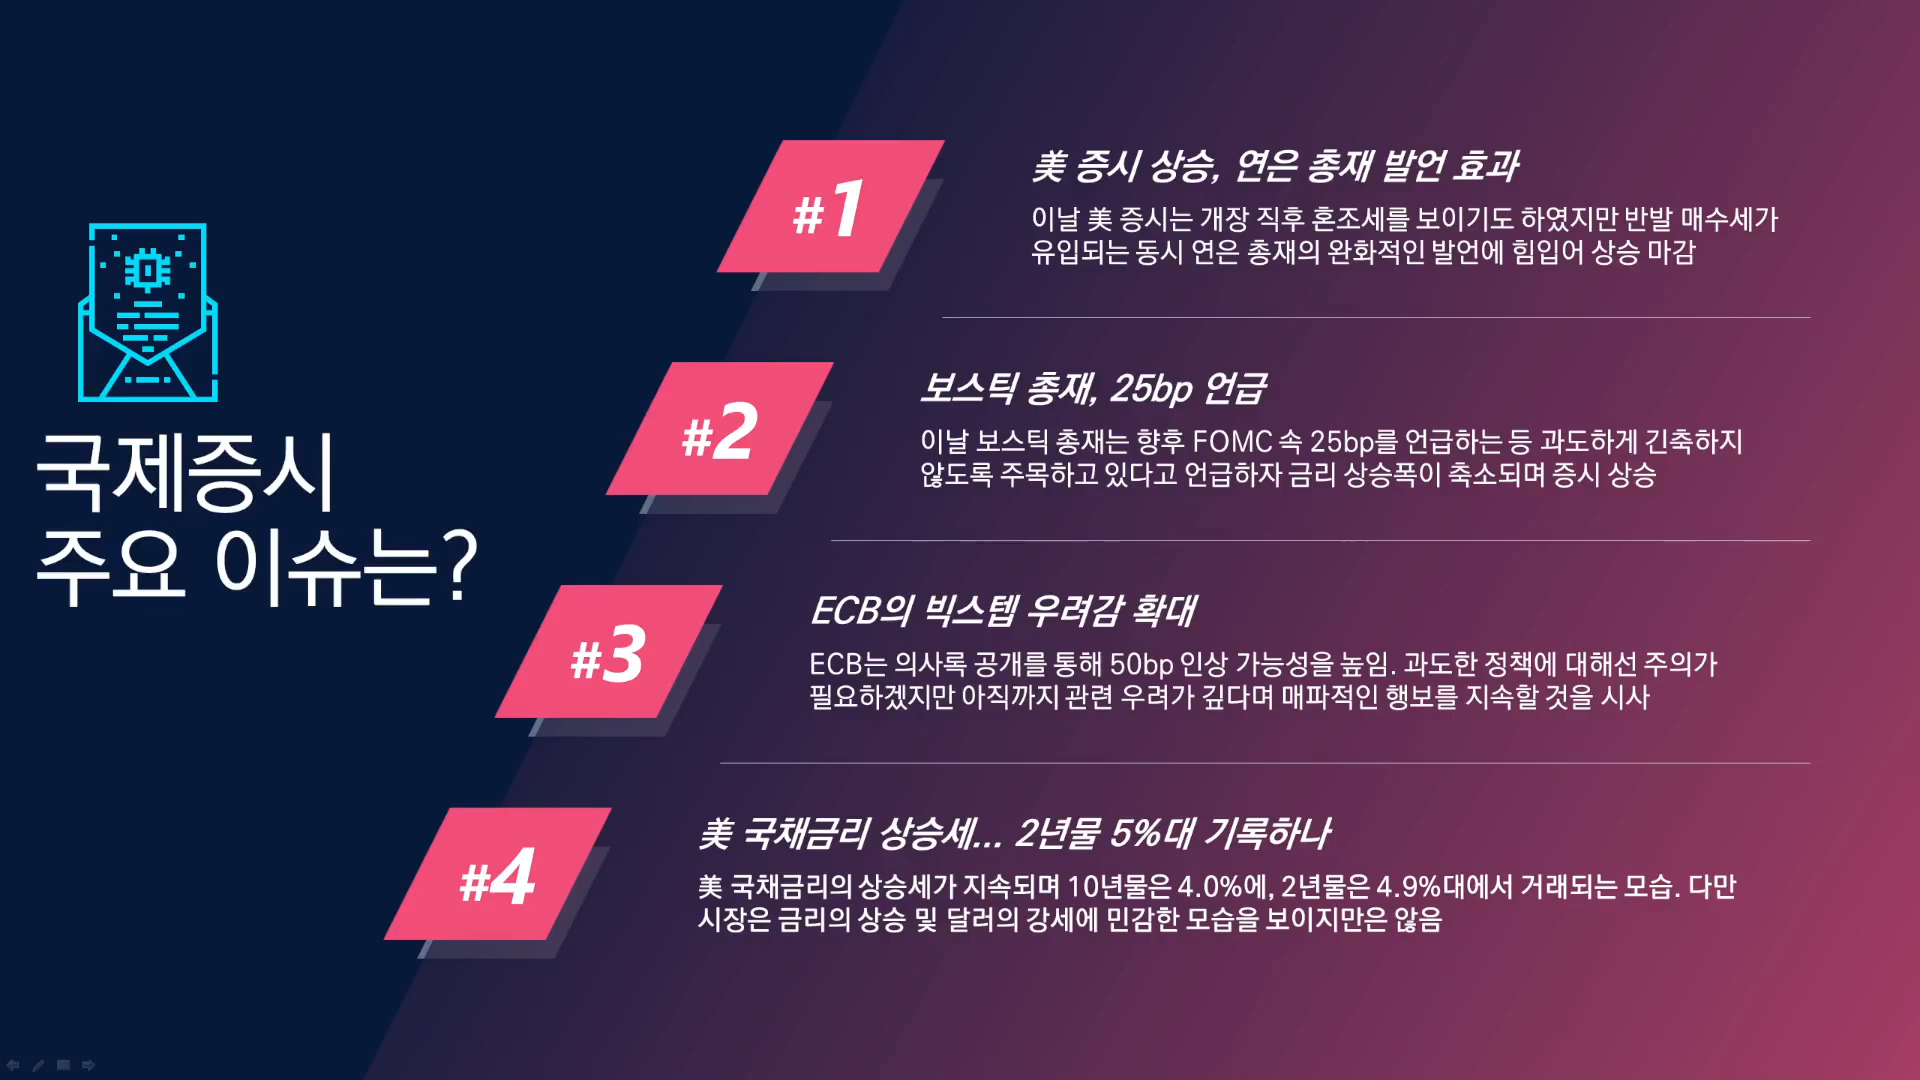 국제증시
주요 이슈는?
#1
美 증시 상승, 연은 총재 발언 효과
이날 美 증시는 개장 직후 혼조세를 보이기도 하였지만 반발 매수세가
유입되는 동시 연은 총재의 완화적인 발언에 힘입어 상승 마감
#2
보스틱 총재, 25bp 언급
이날 보스틱 총재는 향후 FOMC 속 25bp를 언급하는 등 과도하게 긴축하지
않도록 주목하고 있다고 언급하자 금리 상승폭이 축소되며 증시 상승
#3
ECB의 빅스텝 우려감 확대
ECB는 의사록 공개를 통해 50bp 인상 가능성을 높임. 과도한 정책에 대해선 주의가
필요하겠지만 아직까지 관련 우려가 깊다며 매파적인 행보를 지속할 것을 시사
#4
美 국채금리 상승세... 2년물 5%대 기록하나
美 국채금리의 상승세가 지속되며 10년물은 4.0%에, 2년물은 4.9%대에서 거래되는 모습. 다만
시장은 금리의 상승 및 달러의 강세에 민감한 모습을 보이지만은 않음